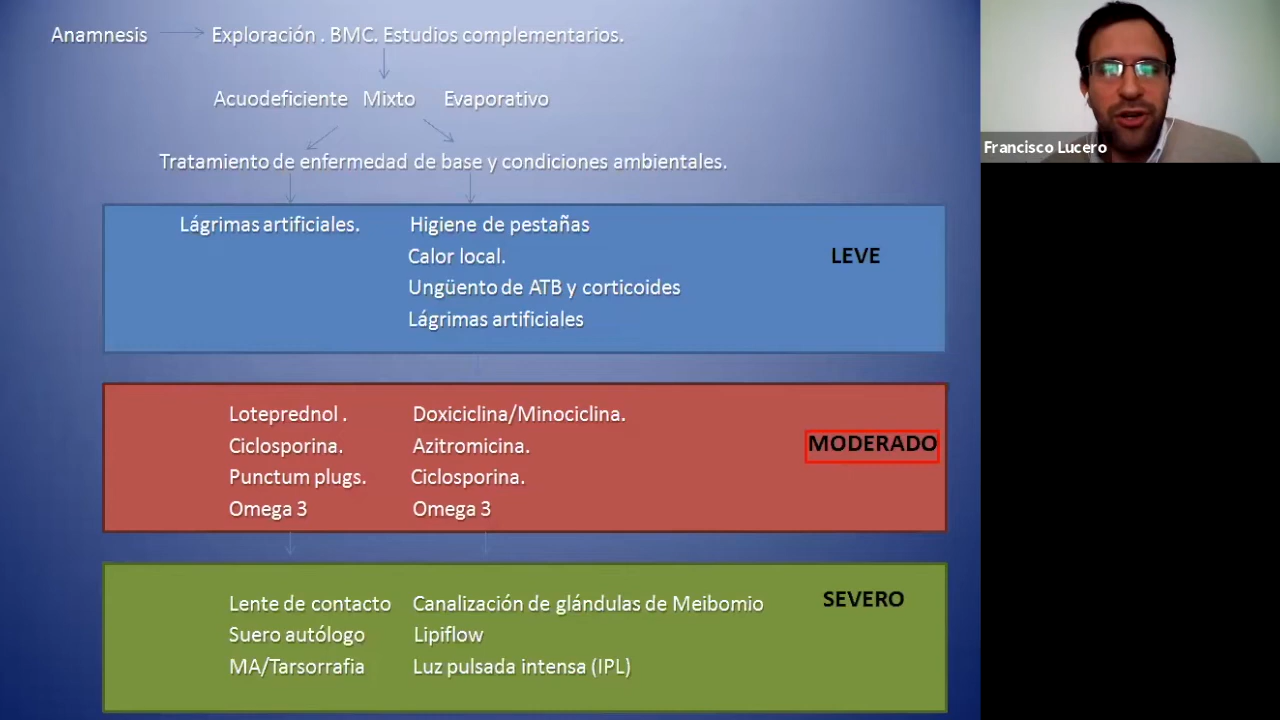 Anamnesis
Exploración . BMC. Estudios complementarios.
Acuodeficiente Mixto Evaporativo
Tratamiento de enfermedad de base y condiciones ambientales.
Lágrimas artificiales.
Higiene de pestañas
Calor local.
Ungüento de ATB y corticoides
Lágrimas artificiales
LEVE
Loteprednol .
Ciclosporina.
Punctum plugs.
Omega 3
Doxiciclina/Minociclina.
Azitromicina.
Ciclosporina.
Omega 3
MODERADO
Lente de contacto
Suero autólogo
MA/Tarsorrafia
Canalización de glándulas de Meibomio
Lipiflow
Luz pulsada intensa (IPL)
SEVERO
Francisco Lucero